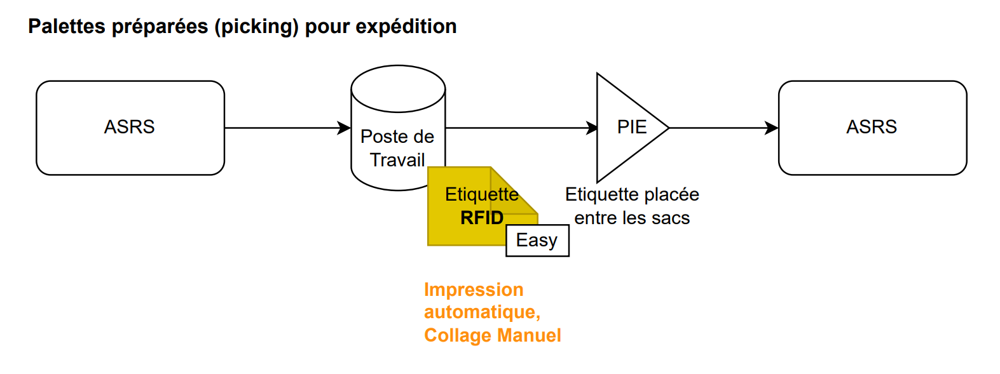 Palettes préparées (picking) pour expédition
ASRS
Poste de
Travail
PIE
ASRS
Etiquette
RFID
Easy
Etiquette placée
entre les sacs
Impression
automatique,
Collage Manuel